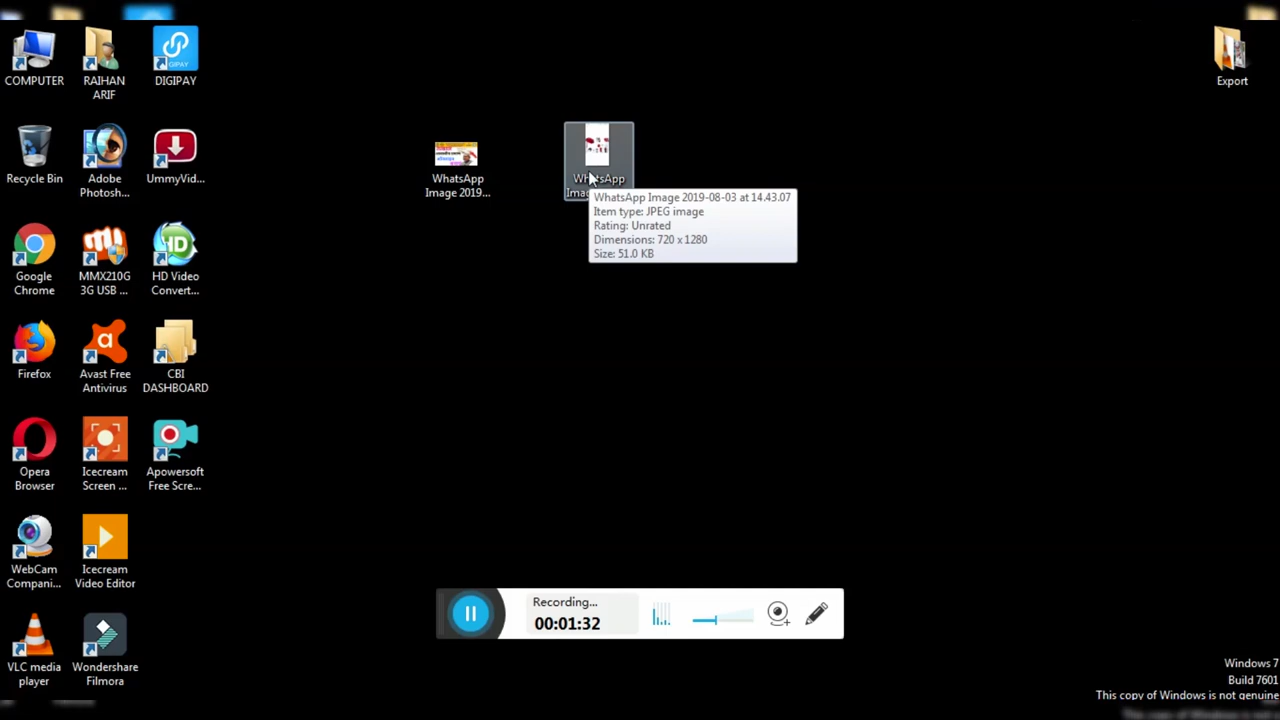 COMPUTER
RAIHAN
ARIF
DIGIPAY
Export
Recycle Bin
Adobe
Photosh...
UmmyVid...
WhatsApp
Image 2019...
WhatsApp
WhatsApp Image 2019-08-03 at 14.43.07
Item type: JPEG image
Rating: Unrated
Dimensions: 720 x 1280
Size: 51.0 KB
Google
Chrome
MMX210G
3G USB ...
HD
HD Video
Convert...
Firefox
Avast Free
Antivirus
CBI
DASHBOARD
Opera
Browser
Icecream
Screen ...
Apowersoft
Free Scre...
WebCam
Compani...
Icecream
Video Editor
VLC media
player
Wondershare
Filmora
Recording...
00:01:32
Windows 7
Build 7601
This copy of Windows is not genuine